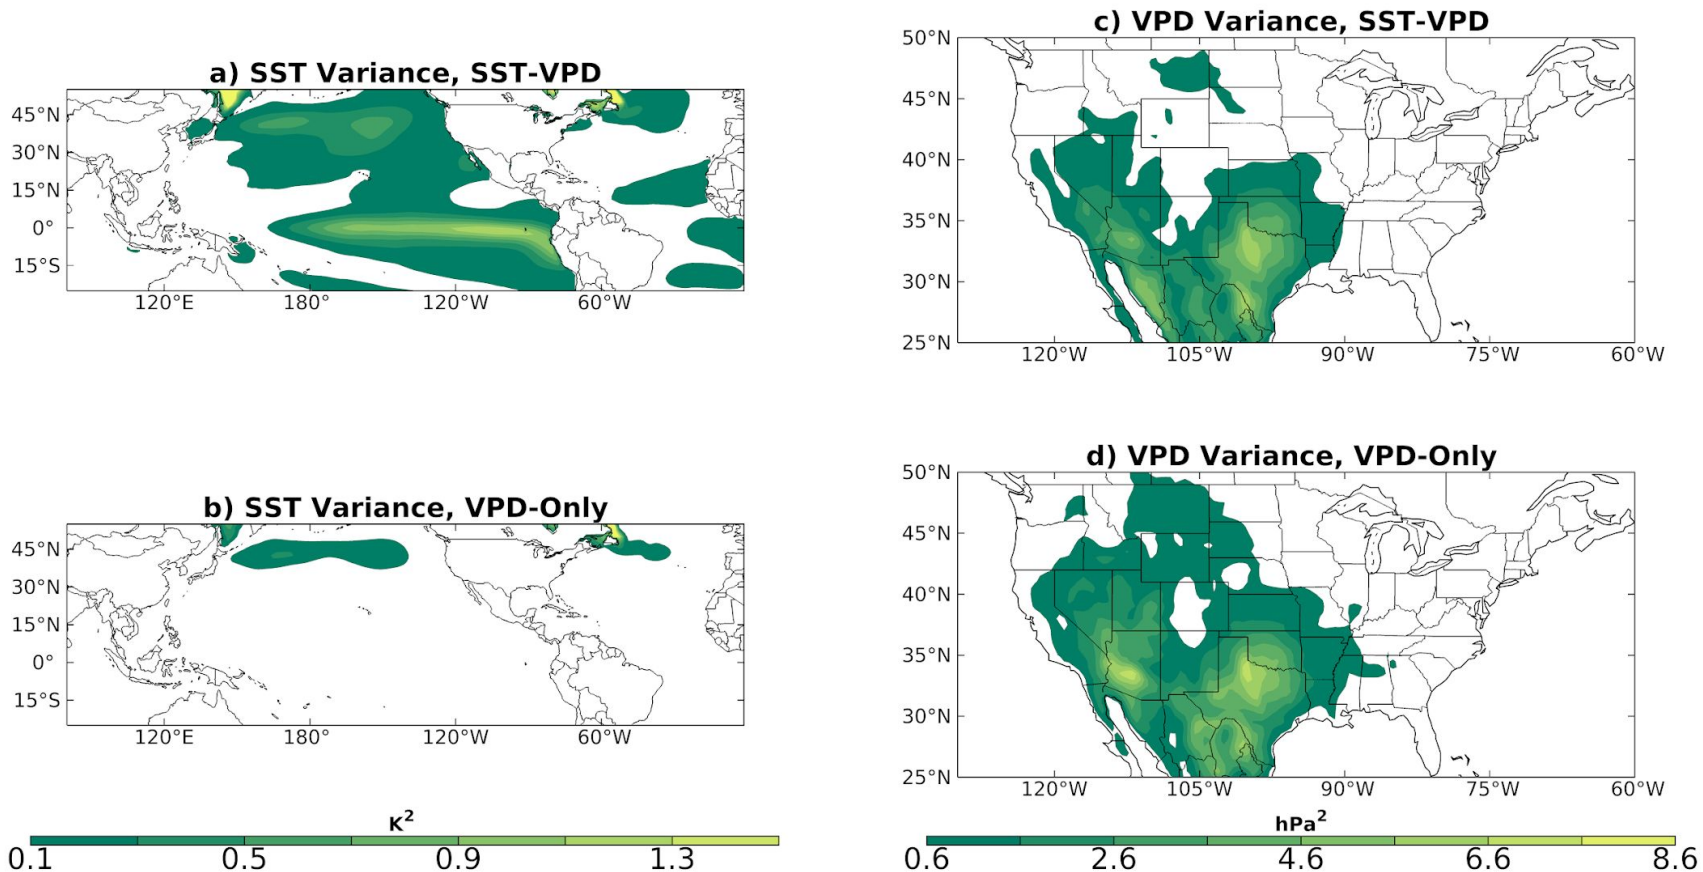 a) SST Variance, SST-VPD
45°N
30°N
15°N
0°
15°S
120°E 180° 120°W 60°W
c) VPD Variance, SST-VPD
50°N
45°N
40°N
35°N
30°N
25°N
120°W 105°W 90°W 75°W 60°W
b) SST Variance, VPD-Only
45°N
30°N
15°N
0°
15°S
120°E 180° 120°W 60°W
d) VPD Variance, VPD-Only
50°N
45°N
40°N
35°N
30°N
25°N
120°W 105°W 90°W 75°W 60°W
K²
0.1 0.5 0.9 1.3
hPa²
0.6 2.6 4.6 6.6 8.6